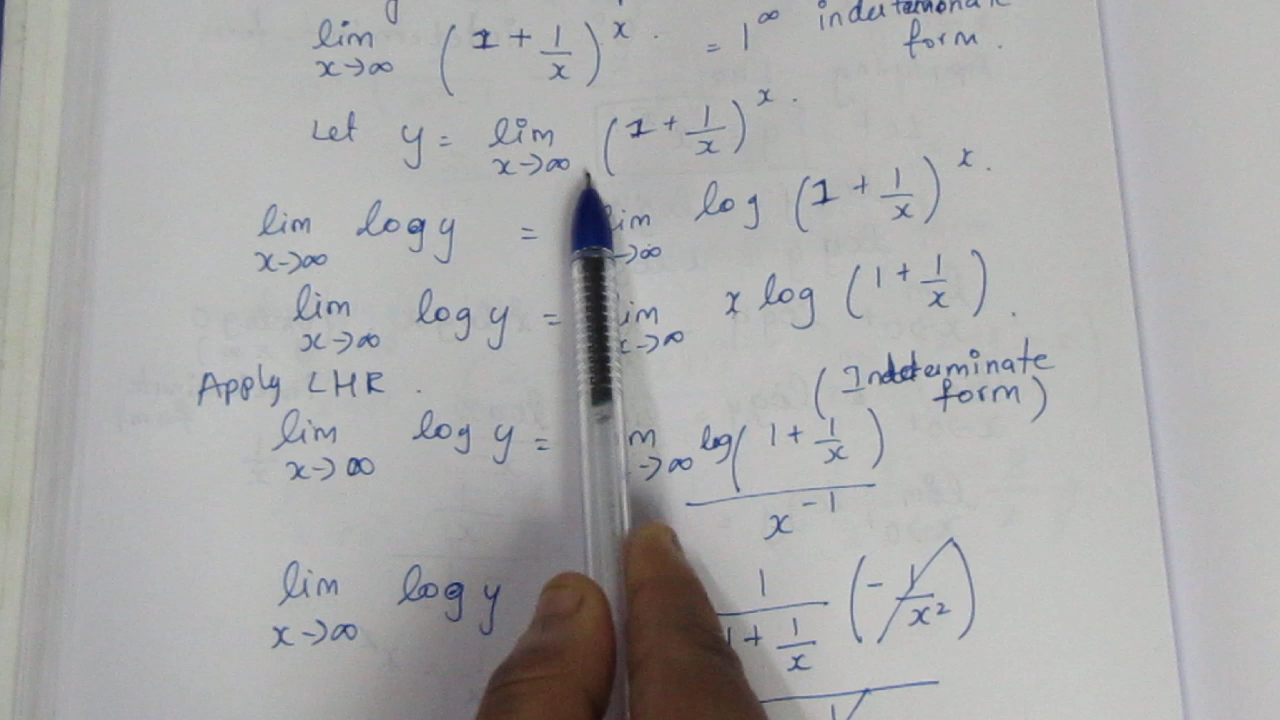 lim x→∞ (1 + 1/x)^x . = 1^∞ form .
Let y = lim x→∞ (1 + 1/x)^x .
lim x→∞ log y = lim x→∞ log (1 + 1/x)^x .
lim x→∞ log y = lim x→∞ x log (1 + 1/x) .
Apply LHR . (Indeterminate form)
lim x→∞ log y = m →∞ log(1 + 1/x) / x^-1
lim x→∞ log y 1 / (1 + 1/x) (- 1/x²)